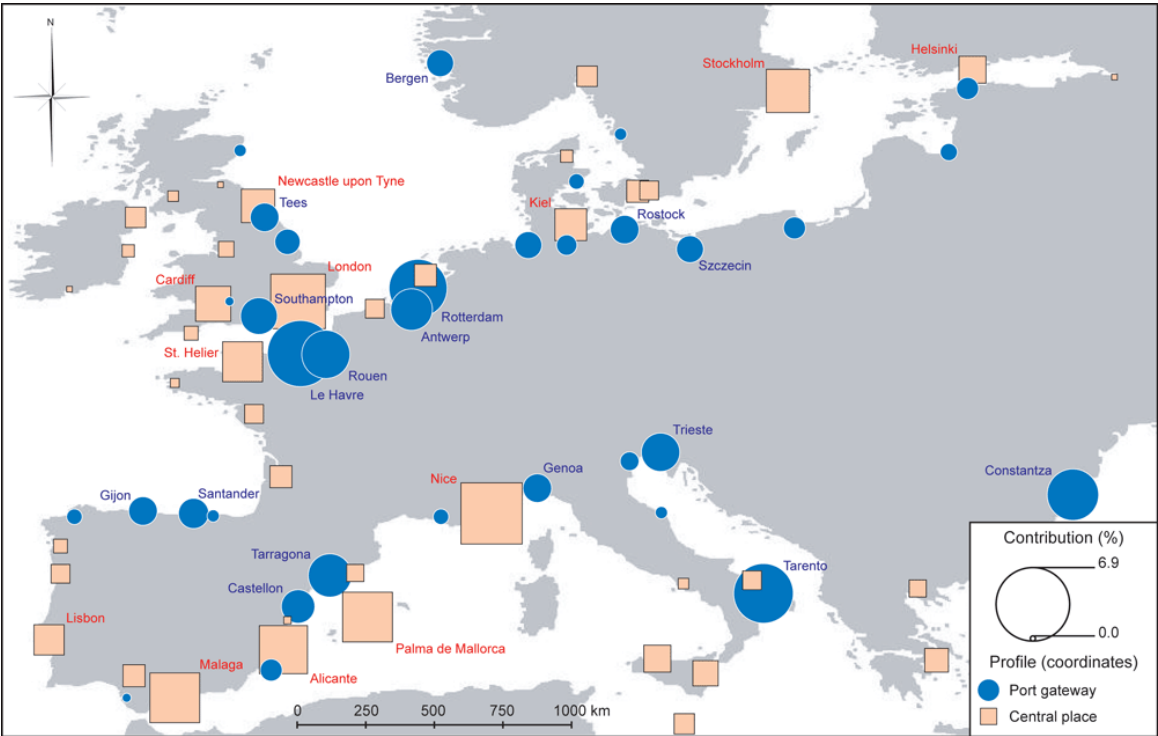 N
Bergen
Stockholm
Helsinki
Newcastle upon Tyne
Tees
Kiel
Rostock
Szczecin
London
Cardiff
Southampton
Rotterdam
Antwerp
St. Helier
Rouen
Le Havre
Trieste
Nice
Genoa
Constantza
Gijon
Santander
Tarragona
Castellon
Tarento
Lisbon
Palma de Mallorca
Malaga
Alicante
0 250 500 750 1000 km
Contribution (%)
6.9
0.0
Profile (coordinates)
Port gateway
Central place